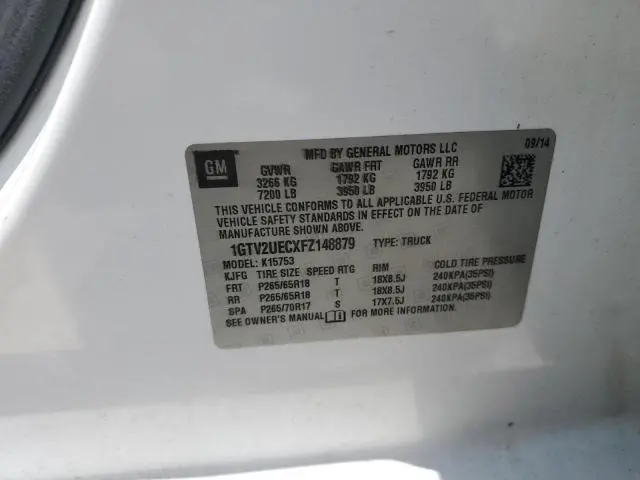 GM
MFD BY GENERAL MOTORS LLC
09/14
GVWR GAWR FRT GAWR RR
3266 KG 1792 KG 1792 KG
7200 LB 3950 LB 3950 LB
THIS VEHICLE CONFORMS TO ALL APPLICABLE U.S. FEDERAL MOTOR
VEHICLE SAFETY STANDARDS IN EFFECT ON THE DATE OF
MANUFACTURE SHOWN ABOVE.
1GTV2UECXFZ148879 TYPE: TRUCK
MODEL: K15753
KJFG TIRE SIZE SPEED RTG RIM COLD TIRE PRESSURE
FRT P265/65R18 T 18X8.5J 240KPA(35PSI)
RR P265/65R18 T 18X8.5J 240KPA(35PSI)
SPA P265/70R17 S 17X7.5J 240KPA(35PSI)
SEE OWNER'S MANUAL FOR MORE INFORMATION.